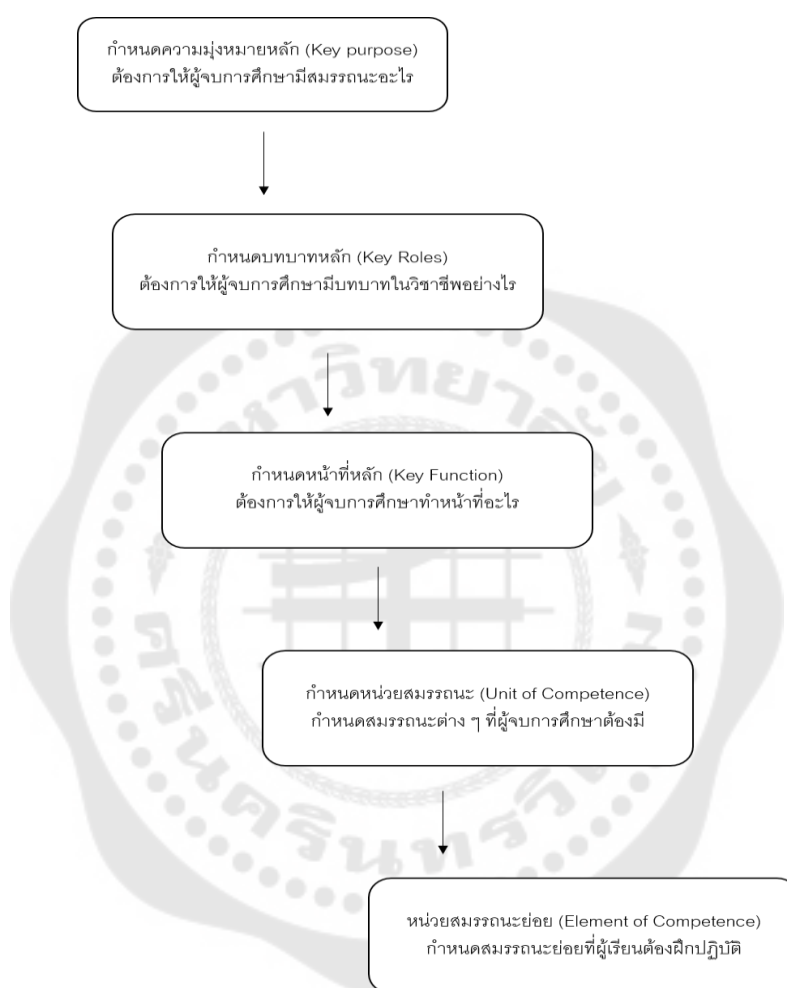 กำหนดความมุ่งหมายหลัก (Key purpose)
ต้องการให้ผู้จบการศึกษามีสมรรถนะอะไร
กำหนดบทบาทหลัก (Key Roles)
ต้องการให้ผู้จบการศึกษามีบทบาทในวิชาชีพอย่างไร
กำหนดหน้าที่หลัก (Key Function)
ต้องการให้ผู้จบการศึกษาทำหน้าที่อะไร
กำหนดหน่วยสมรรถนะ (Unit of Competence)
กำหนดสมรรถนะต่าง ๆ ที่ผู้จบการศึกษาต้องมี
หน่วยสมรรถนะย่อย (Element of Competence)
กำหนดสมรรถนะย่อยที่ผู้เรียนต้องฝึกปฏิบัติ